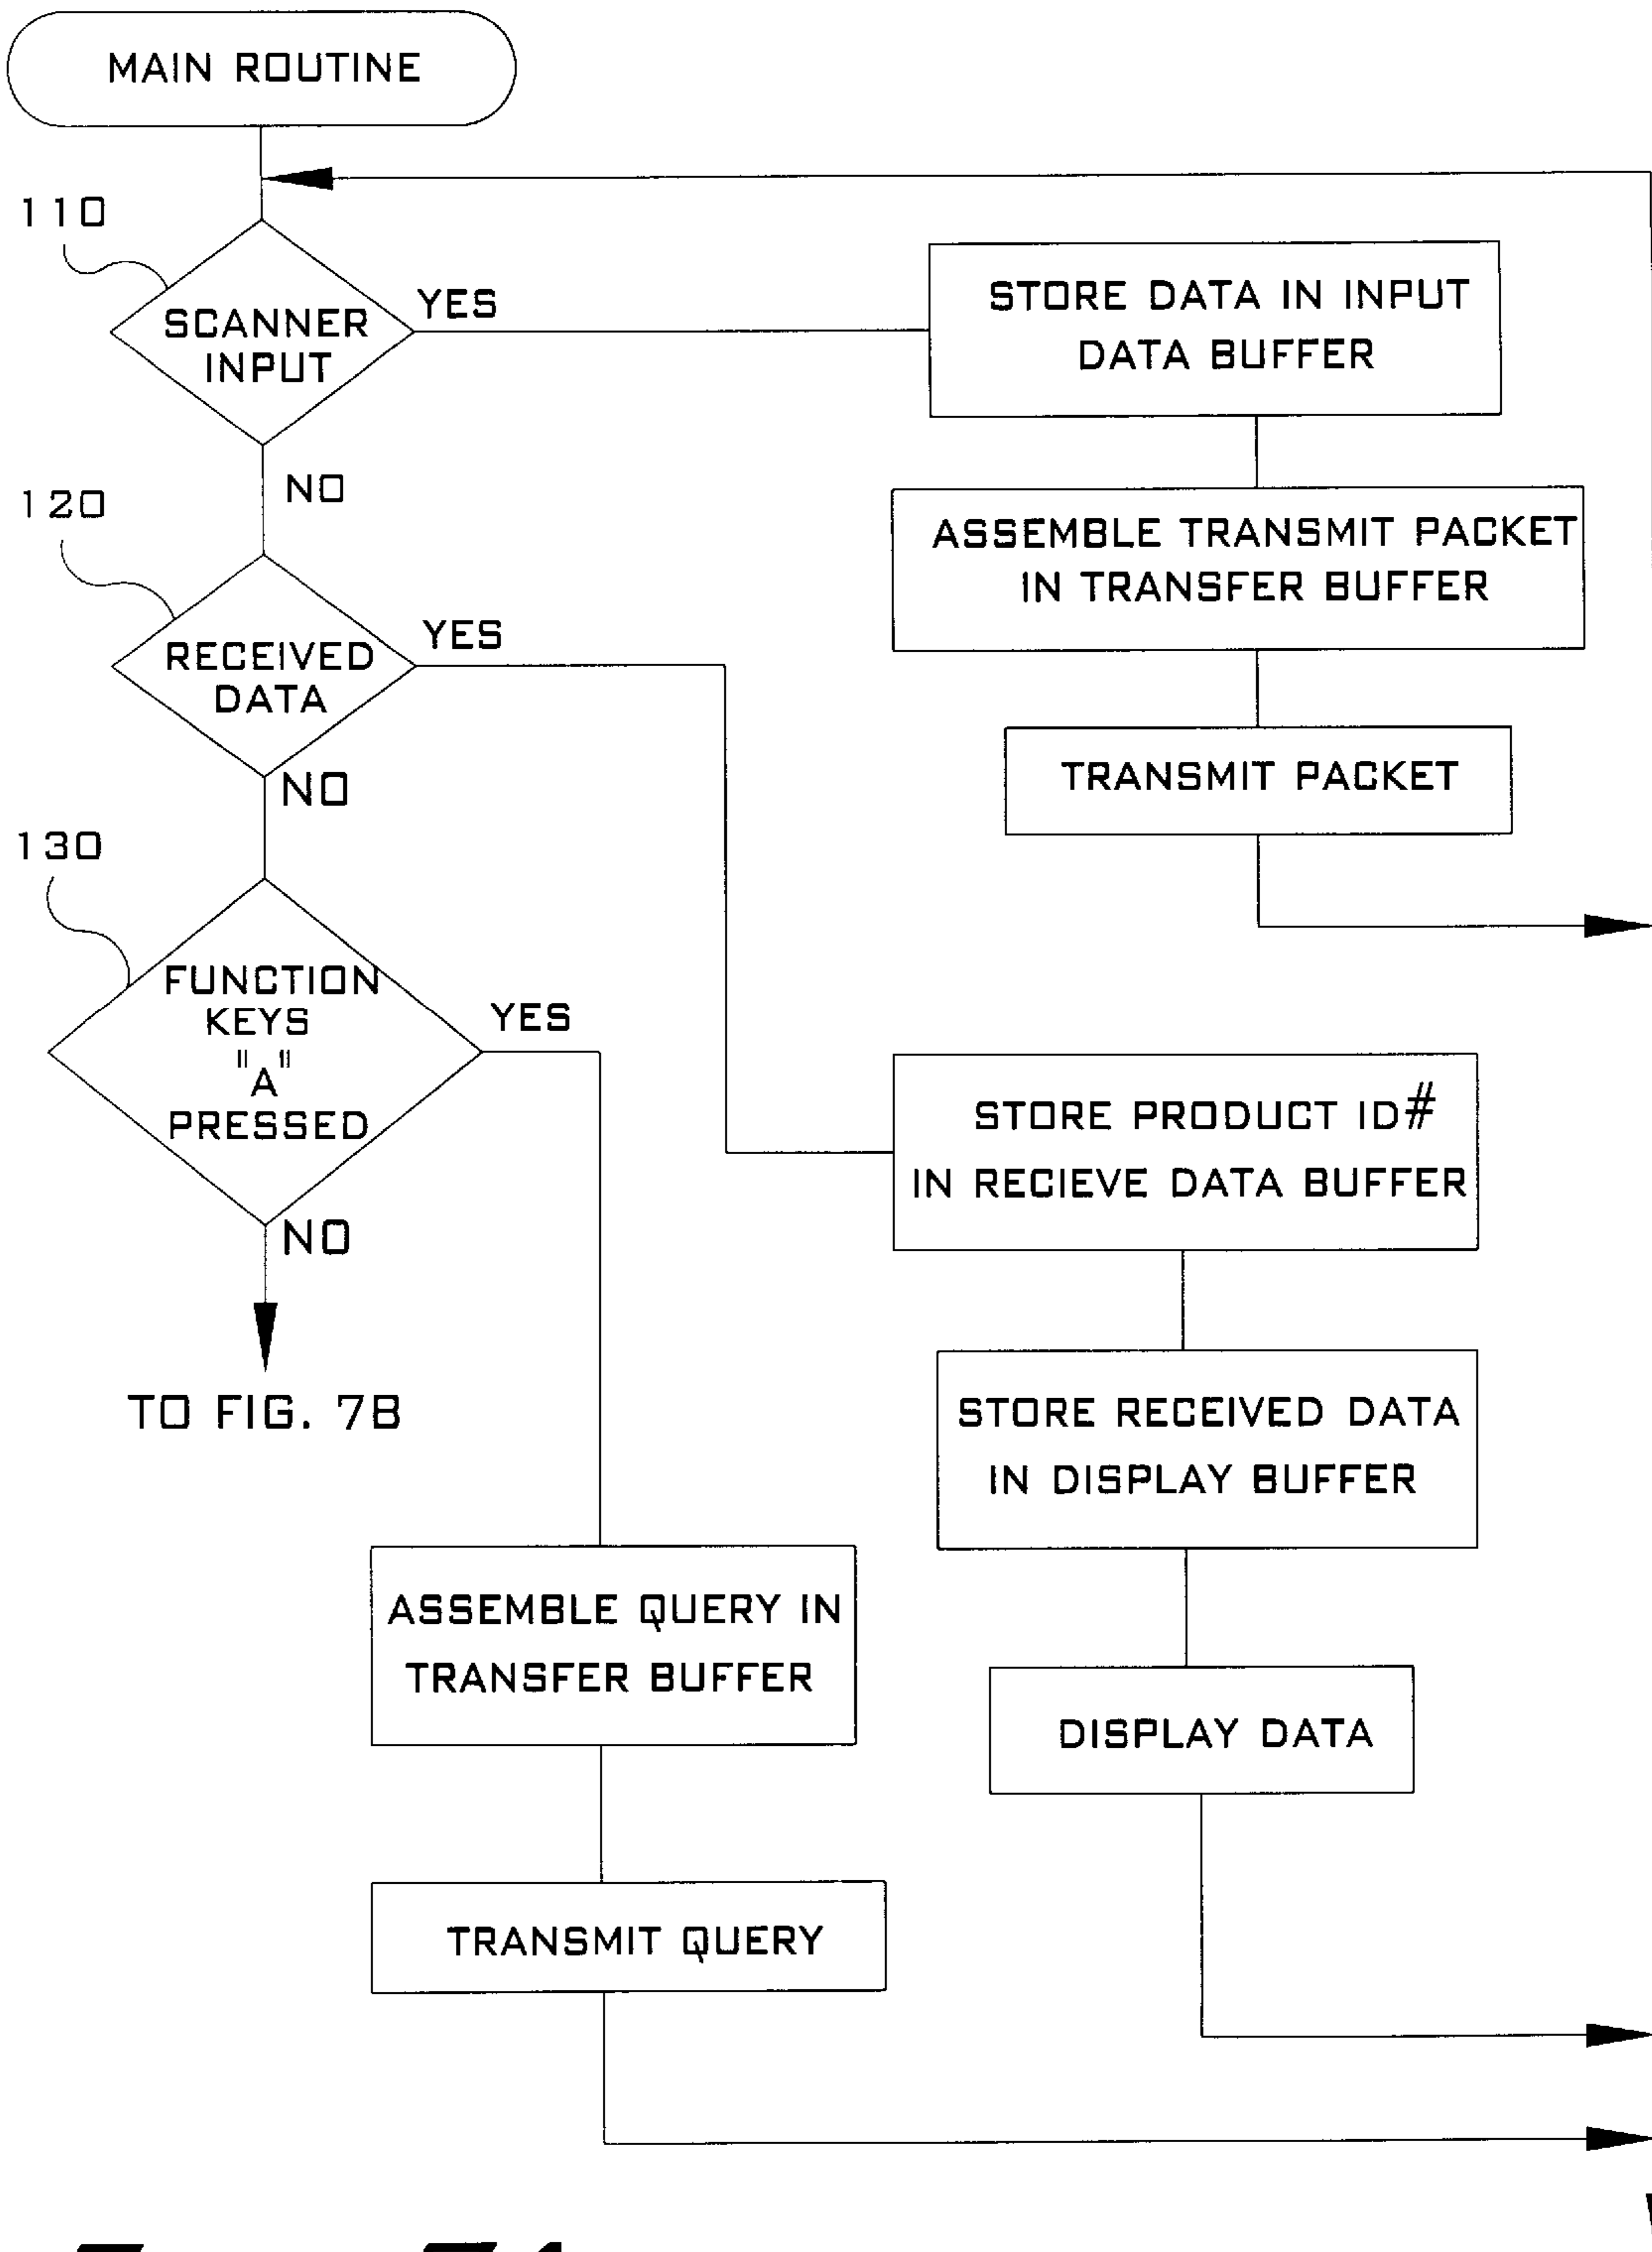 MAIN ROUTINE
110
SCANNER
INPUT
YES
NO
STORE DATA IN INPUT
DATA BUFFER
ASSEMBLE TRANSMIT PACKET
IN TRANSFER BUFFER
TRANSMIT PACKET
120
RECEIVED
DATA
YES
NO
STORE PRODUCT ID#
IN RECIEVE DATA BUFFER
STORE RECEIVED DATA
IN DISPLAY BUFFER
DISPLAY DATA
130
FUNCTION
KEYS
"A"
PRESSED
YES
NO
TO FIG. 7B
ASSEMBLE QUERY IN
TRANSFER BUFFER
TRANSMIT QUERY